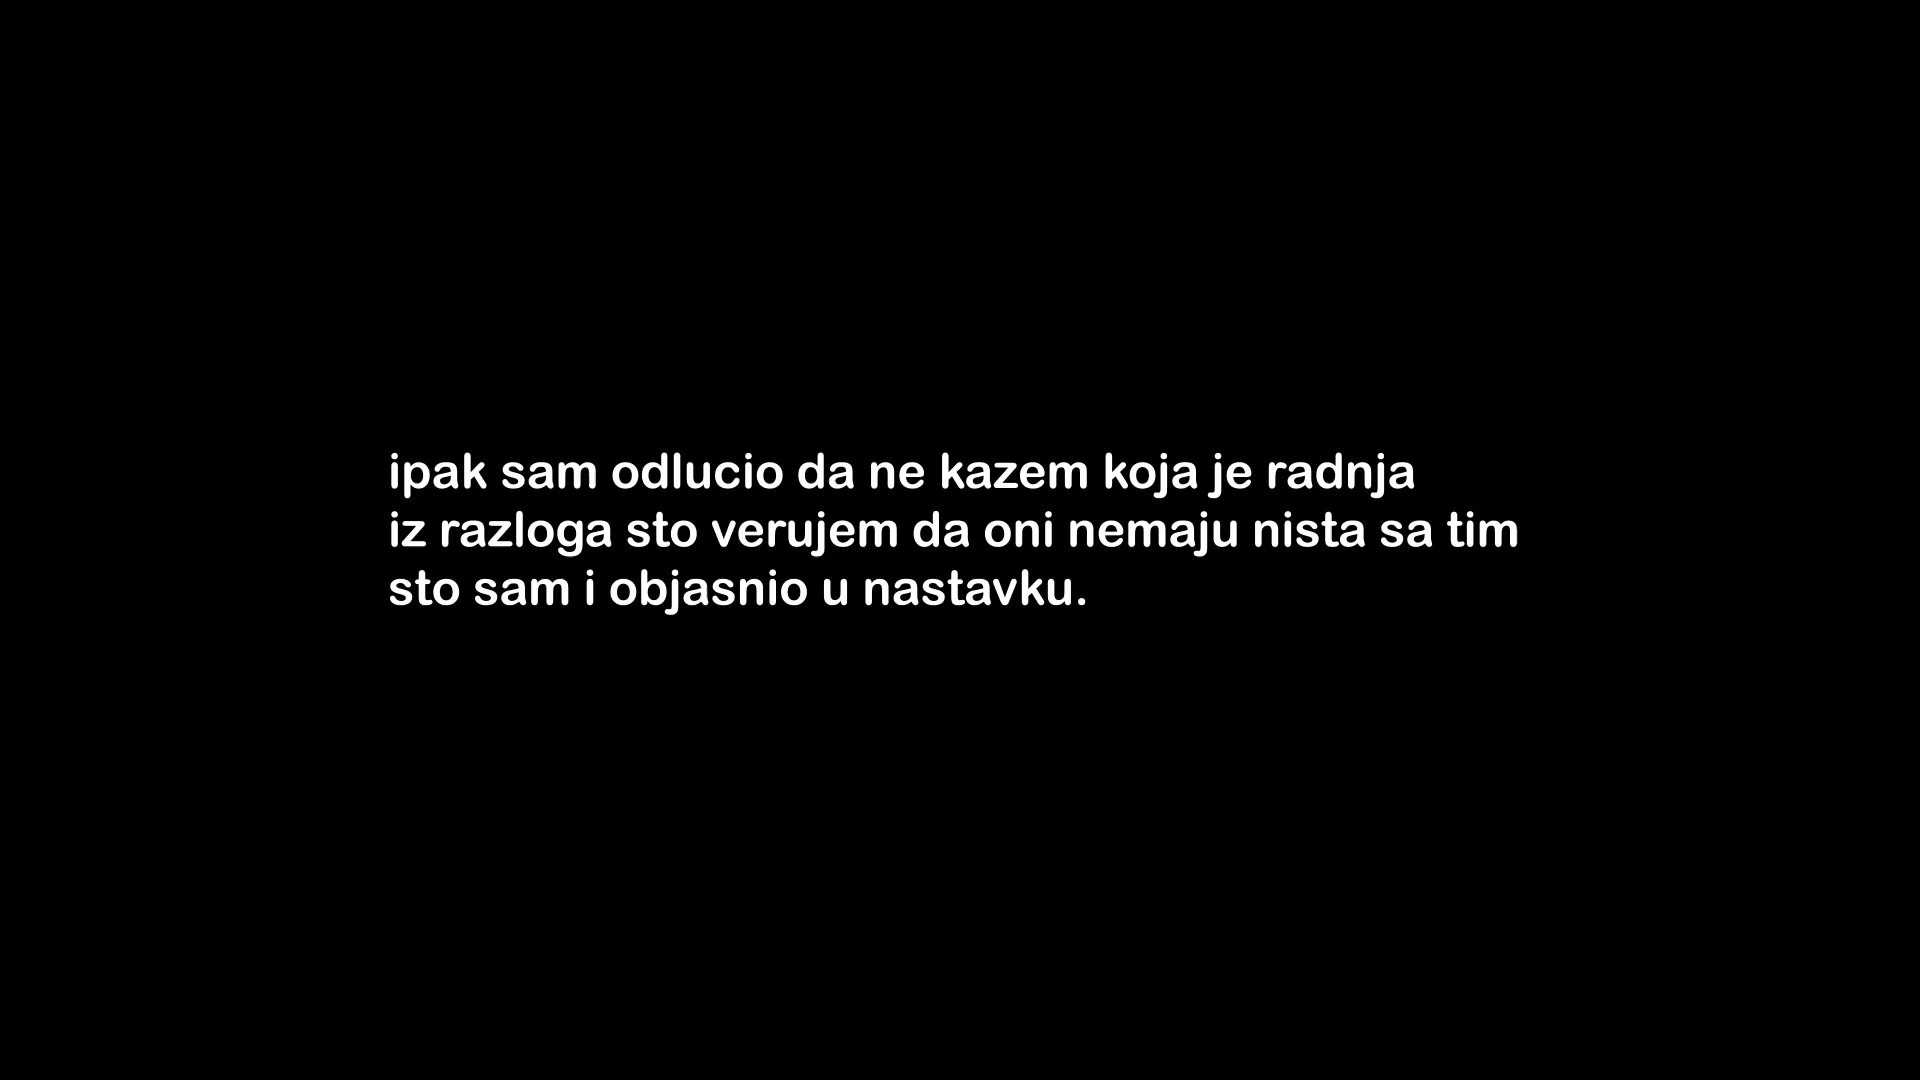 ipak sam odlucio da ne kazem koja je radnja
iz razloga sto verujem da oni nemaju nista sa tim
sto sam i objasnio u nastavku.